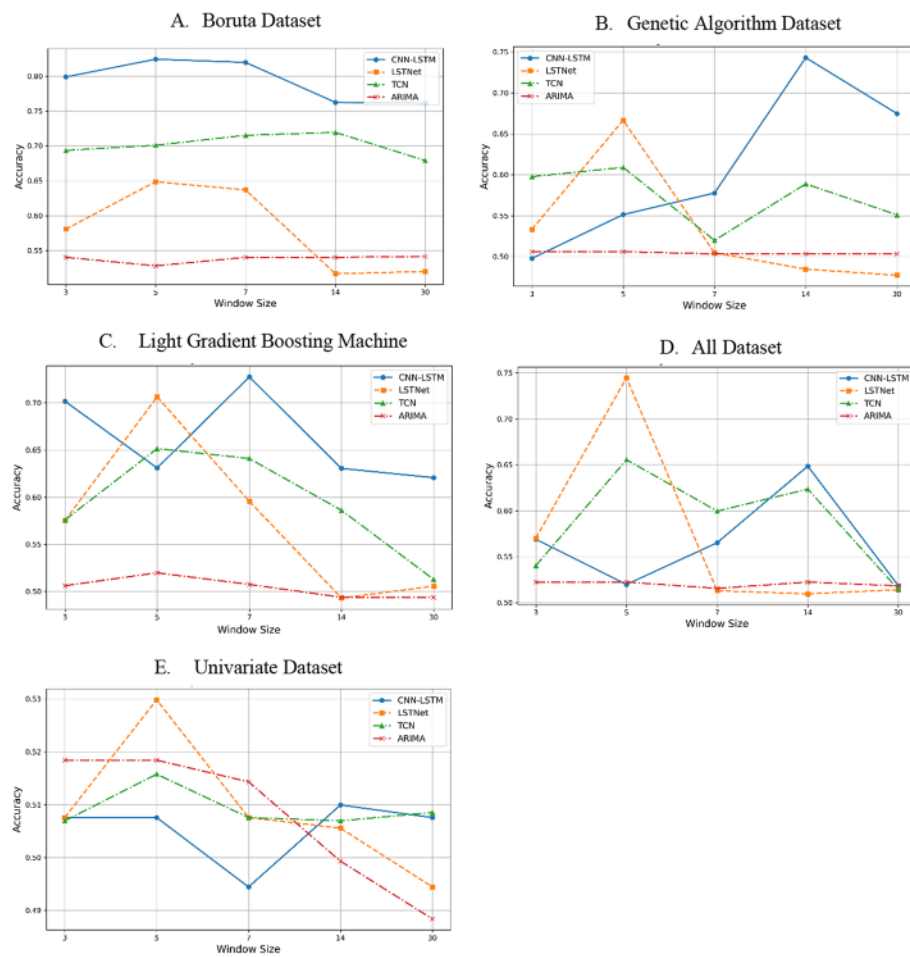 A. Boruta Dataset
CNN-LSTM
LSTNet
TCN
ARIMA
0.80
0.75
0.70
0.65
0.60
0.55
Accuracy
3 5 7 14 30
Window Size
B. Genetic Algorithm Dataset
CNN-LSTM
LSTNet
TCN
ARIMA
0.75
0.70
0.65
0.60
0.55
0.50
Accuracy
3 5 7 14 30
Window Size
C. Light Gradient Boosting Machine
CNN-LSTM
LSTNet
TCN
ARIMA
0.70
0.65
0.60
0.55
0.50
Accuracy
3 5 7 14 30
Window Size
D. All Dataset
CNN-LSTM
LSTNet
TCN
ARIMA
0.75
0.70
0.65
0.60
0.55
0.50
Accuracy
3 5 7 14 30
Window Size
E. Univariate Dataset
CNN-LSTM
LSTNet
TCN
ARIMA
0.53
0.52
0.51
0.50
0.49
Accuracy
3 5 7 14 30
Window Size